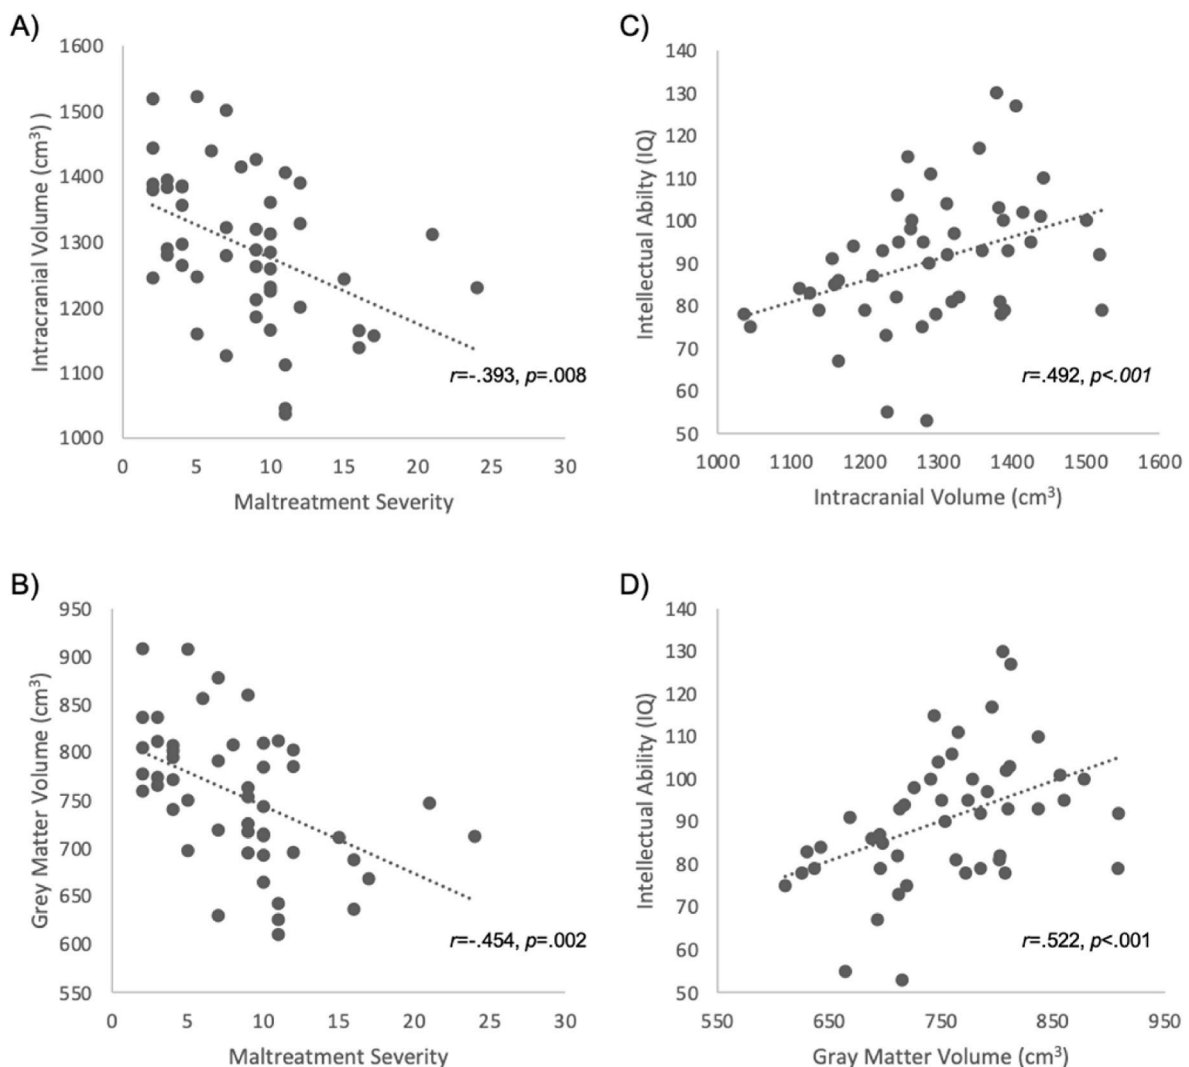 A)
1600
1500
1400
1300
1200
1100
1000
Intracranial Volume (cm³) )
0 5 10 15 20 25 30
Maltreatment Severity
r=-.393, p=.008
C)
140
130
120
110
100
90
80
70
60
50
Intellectual Abilty (IQ)
1000 1100 1200 1300 1400 1500 1600
Intracranial Volume (cm³)
r=.492, p<.001
B)
950
900
850
800
750
700
650
600
550
Grey Matter Volume (cm³)
0 5 10 15 20 25 30
Maltreatment Severity
r=-.454, p=.002
D)
140
130
120
110
100
90
80
70
60
50
Intellectual Ability (IQ)
550 650 750 850 950
Gray Matter Volume (cm³)
r=.522, p<.001